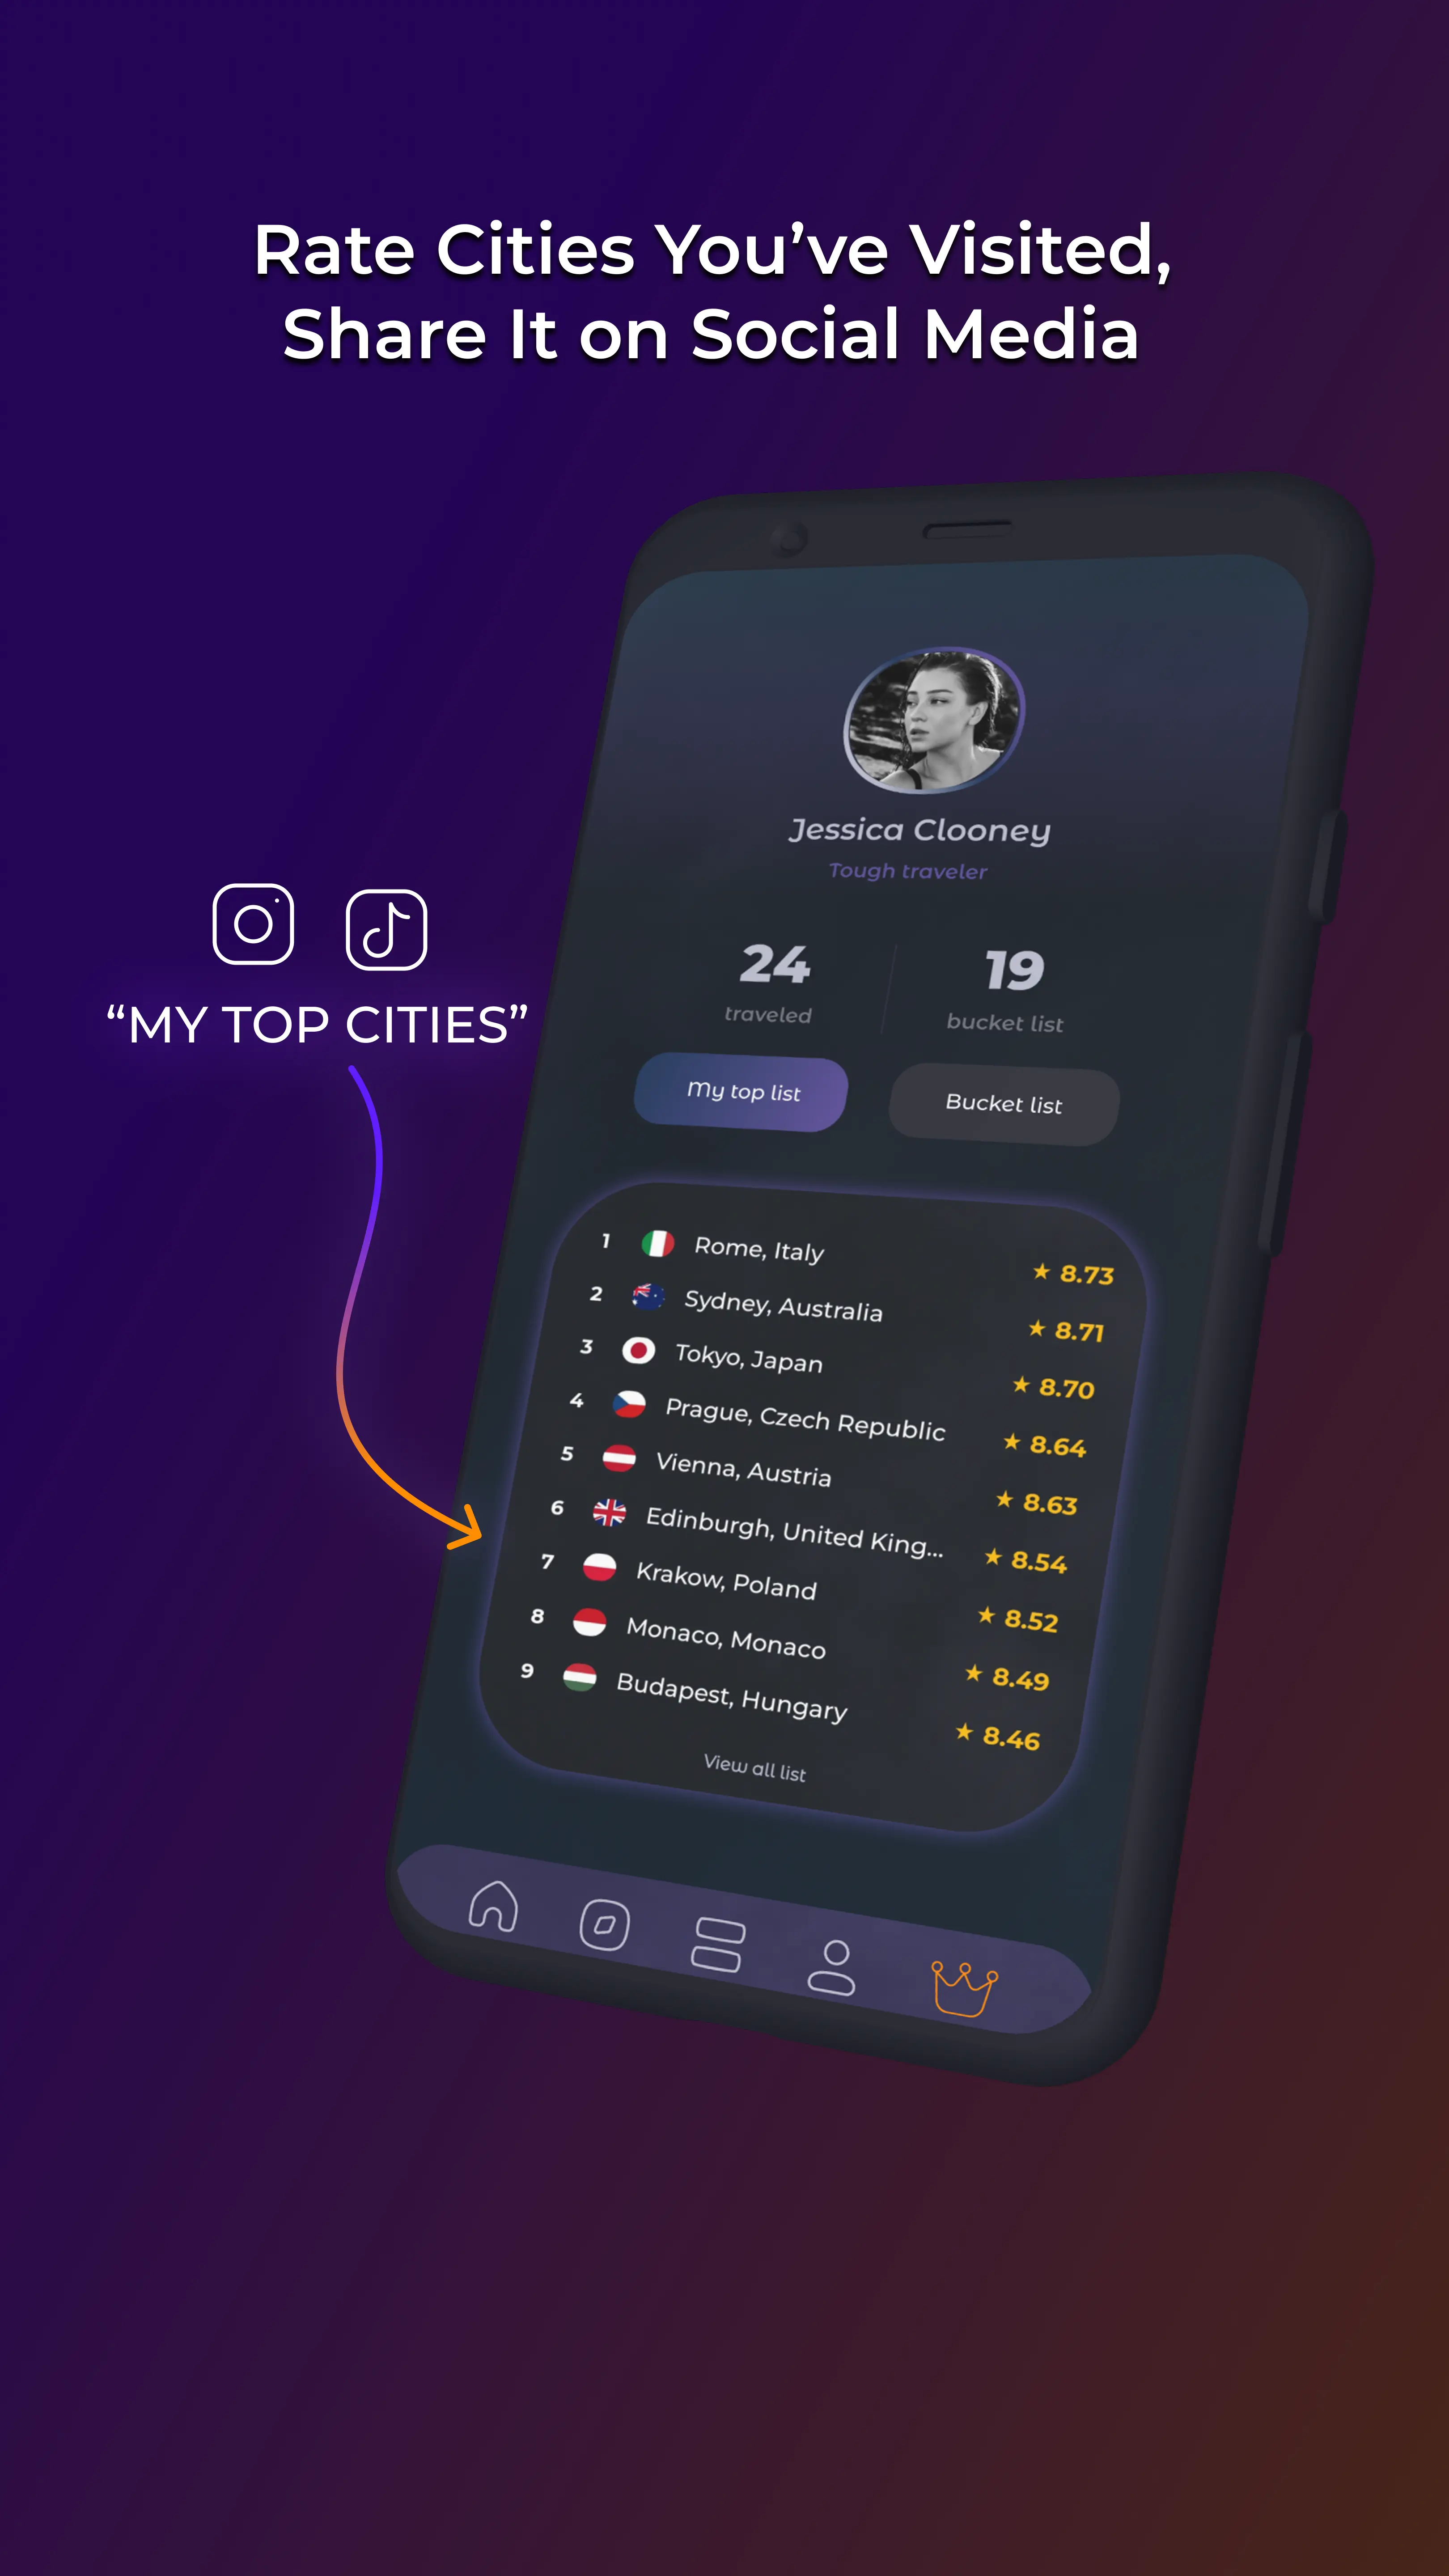 Rate Cities You’ve Visited,
Share It on Social Media
Jessica Clooney
Tough traveler
24
traveled
19
bucket list
“MY TOP CITIES”
My top list
Bucket list
1 Rome, Italy ★ 8.73
2 Sydney, Australia ★ 8.71
3 Tokyo, Japan ★ 8.70
4 Prague, Czech Republic ★ 8.64
5 Vienna, Austria ★ 8.63
6 Edinburgh, United King... ★ 8.54
7 Krakow, Poland ★ 8.52
8 Monaco, Monaco ★ 8.49
9 Budapest, Hungary ★ 8.46
View all list